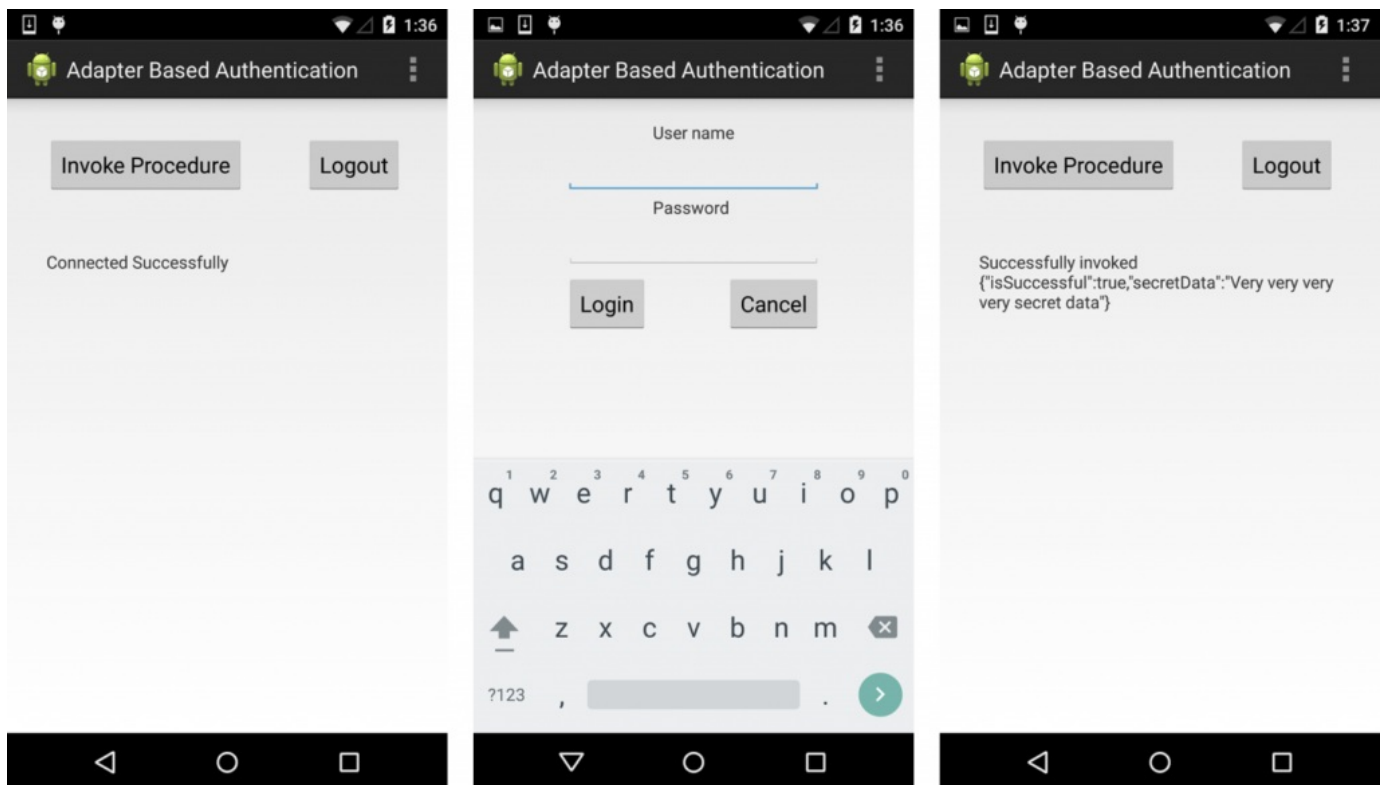 1:36
Adapter Based Authentication
Invoke Procedure
Logout
Connected Successfully
1:36
Adapter Based Authentication
User name
Password
Login
Cancel
1 2 3 4 5 6 7 8 9 0
q w e r t y u i o p
a s d f g h j k l
z x c v b n m
?123 , .
1:37
Adapter Based Authentication
Invoke Procedure
Logout
Successfully invoked
{"isSuccessful":true,"secretData":"Very very very
very secret data"}